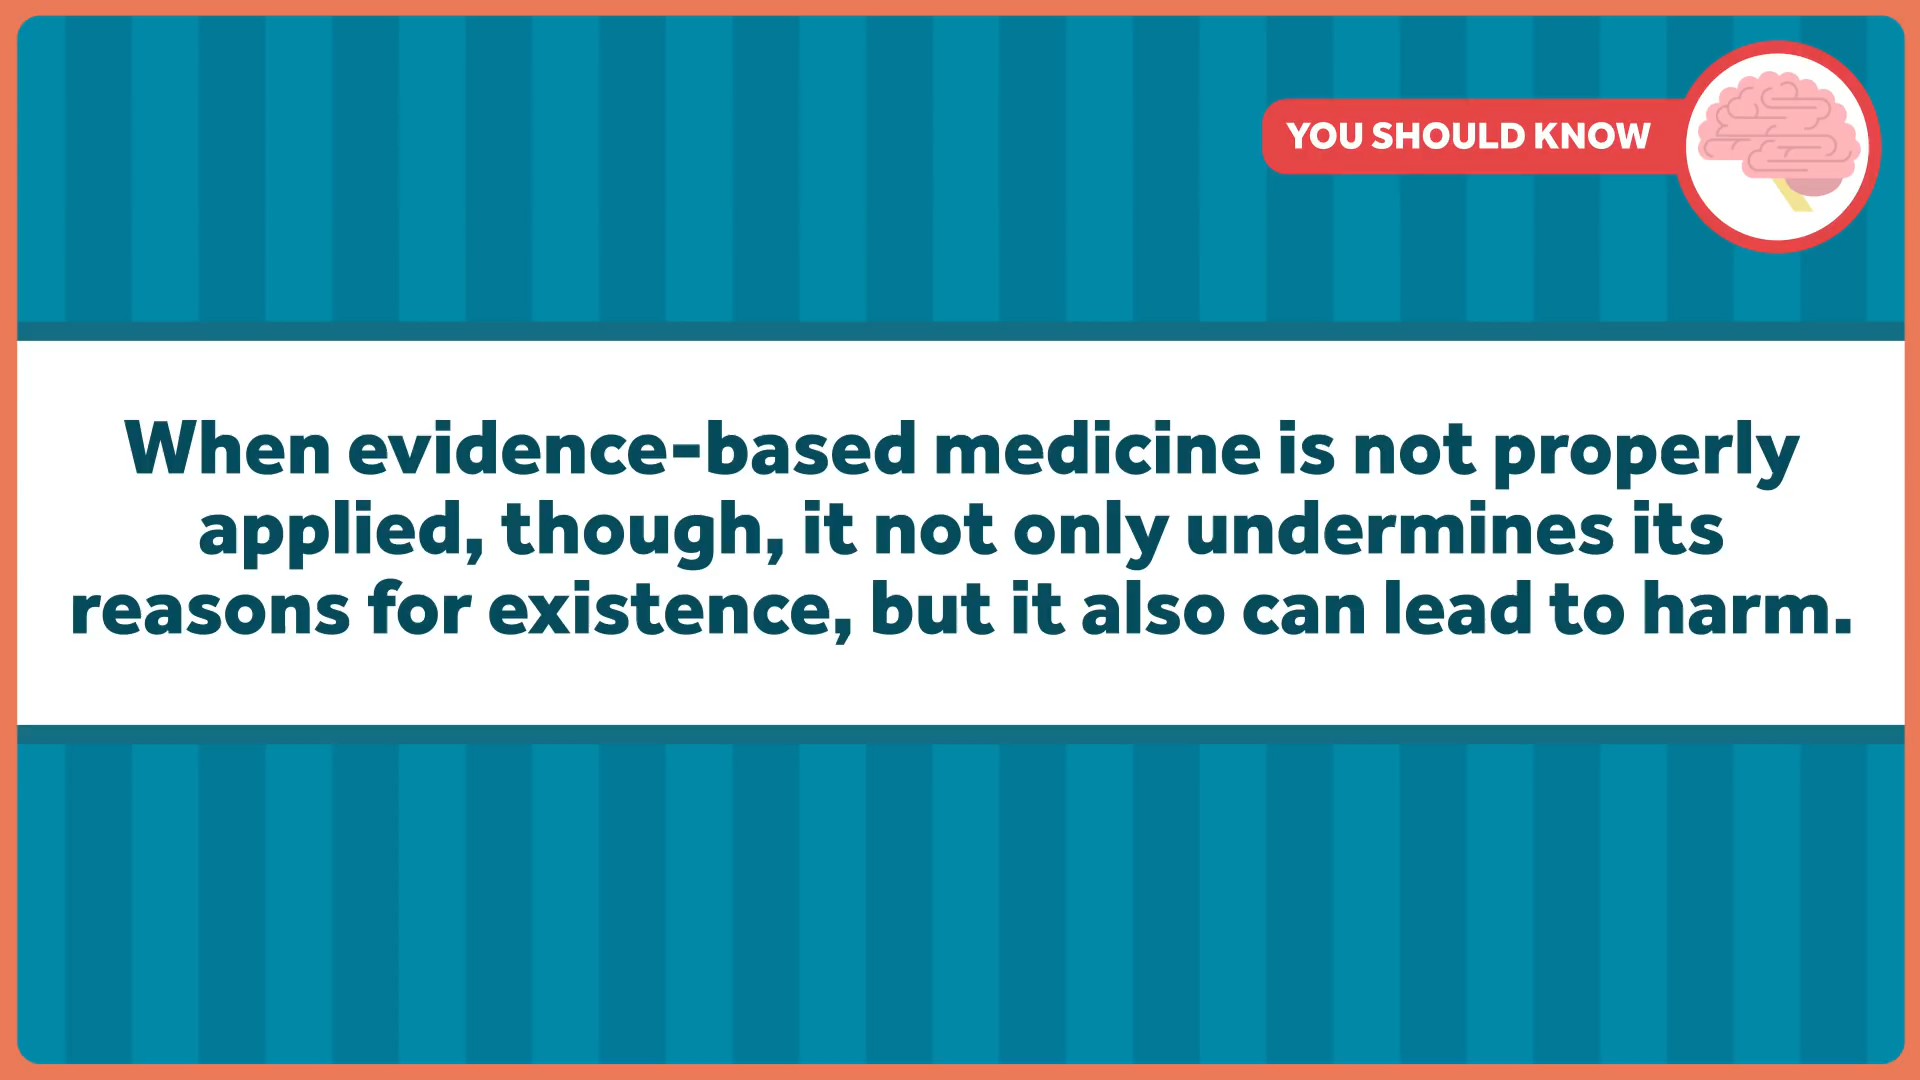 YOU SHOULD KNOW
When evidence-based medicine is not properly
applied, though, it not only undermines its
reasons for existence, but it also can lead to harm.